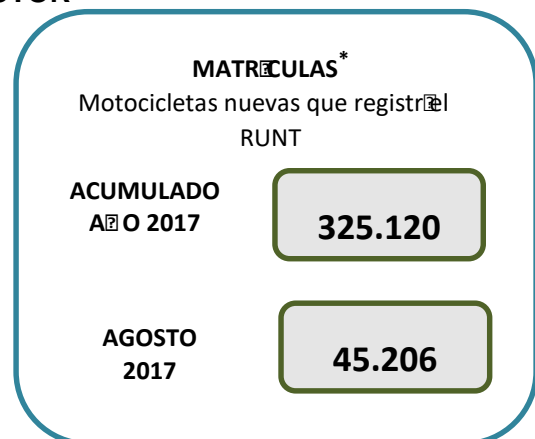 MATR�CULAS*
Motocicletas nuevas que registr�el
RUNT
ACUMULADO
A�O 2017
325.120
AGOSTO
2017
45.206